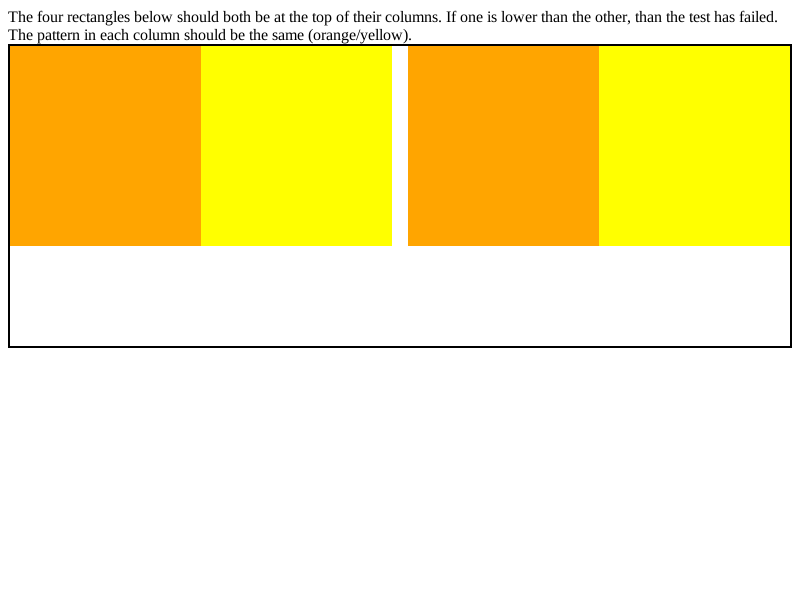 The four rectangles below should both be at the top of their columns. If one is lower than the other, than the test has failed.
The pattern in each column should be the same (orange/yellow).